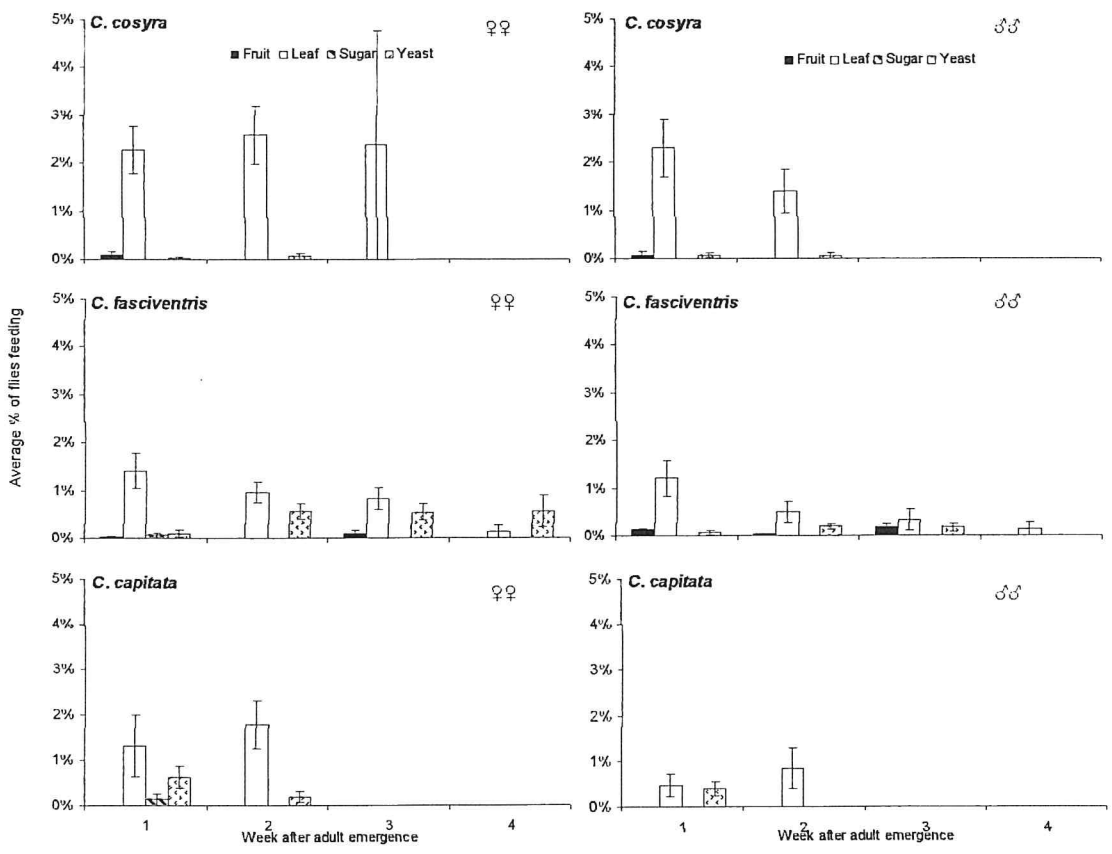 C. cosyra ♀♀
■ Fruit □ Leaf ▧ Sugar ▨ Yeast
5%
4%
3%
2%
1%
0%
C. cosyra ♂♂
■ Fruit □ Leaf ▧ Sugar ▨ Yeast
5%
4%
3%
2%
1%
0%
Average % of flies feeding
C. fasciventris ♀♀
5%
4%
3%
2%
1%
0%
C. fasciventris ♂♂
5%
4%
3%
2%
1%
0%
C. capitata ♀♀
5%
4%
3%
2%
1%
0%
1 2 3 4
Week after adult emergence
C. capitata ♂♂
5%
4%
3%
2%
1%
0%
1 2 3 4
Week after adult emergence